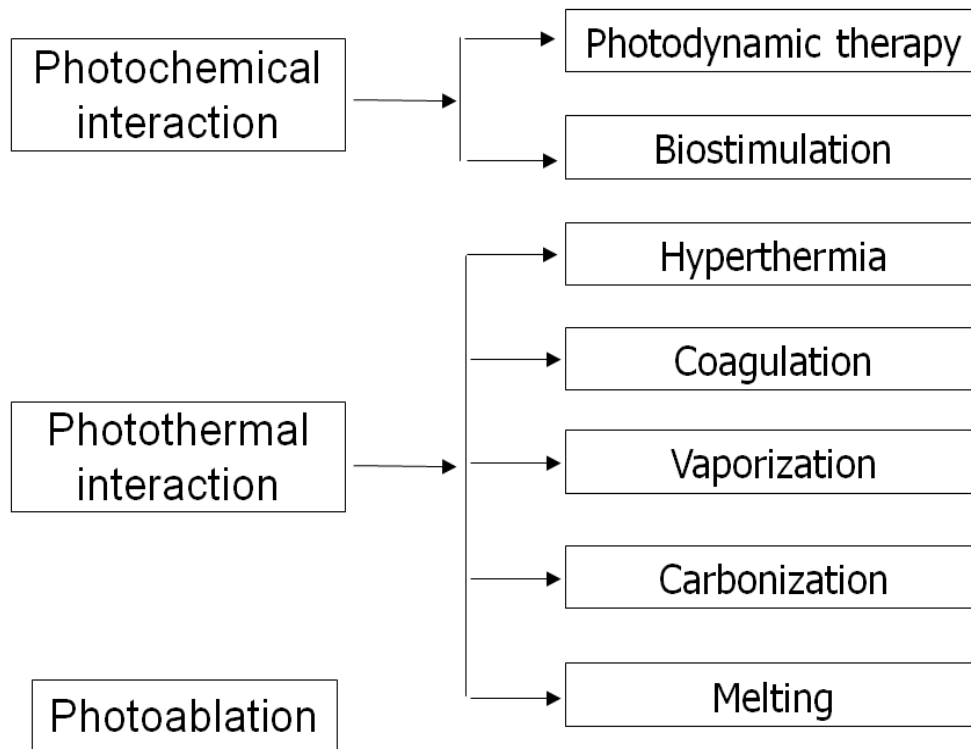 Photochemical
interaction
Photodynamic therapy
Biostimulation
Photothermal
interaction
Hyperthermia
Coagulation
Vaporization
Carbonization
Melting
Photoablation